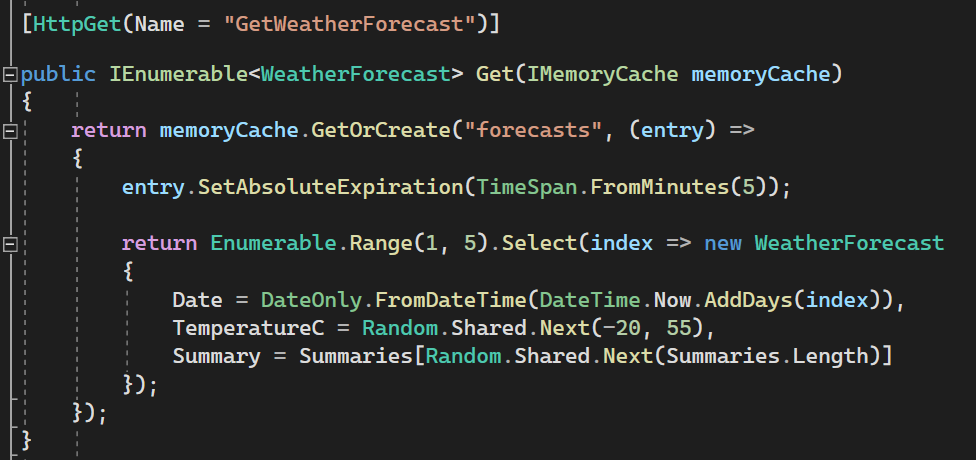 [HttpGet(Name = "GetWeatherForecast")]
public IEnumerable<WeatherForecast> Get(IMemoryCache memoryCache)
{
return memoryCache.GetOrCreate("forecasts", (entry) =>
{
entry.SetAbsoluteExpiration(TimeSpan.FromMinutes(5));
return Enumerable.Range(1, 5).Select(index => new WeatherForecast
{
Date = DateOnly.FromDateTime(DateTime.Now.AddDays(index)),
TemperatureC = Random.Shared.Next(-20, 55),
Summary = Summaries[Random.Shared.Next(Summaries.Length)]
});
});
}